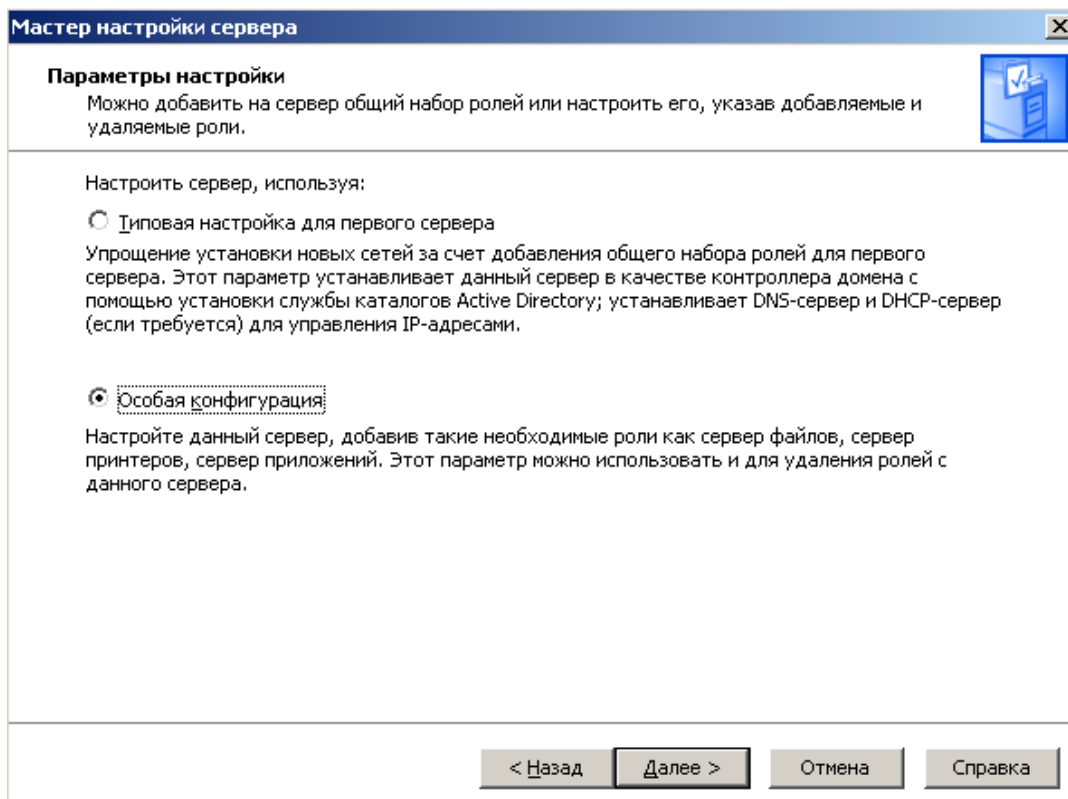 Мастер настройки сервера
Параметры настройки
Можно добавить на сервер общий набор ролей или настроить его, указав добавляемые и
удаляемые роли.
Настроить сервер, используя:
Типовая настройка для первого сервера
Упрощение установки новых сетей за счет добавления общего набора ролей для первого
сервера. Этот параметр устанавливает данный сервер в качестве контроллера домена с
помощью установки службы каталогов Active Directory; устанавливает DNS-сервер и DHCP-сервер
(если требуется) для управления IP-адресами.
Особая конфигурация
Настройте данный сервер, добавив такие необходимые роли как сервер файлов, сервер
принтеров, сервер приложений. Этот параметр можно использовать и для удаления ролей с
данного сервера.
< Назад Далее > Отмена Справка